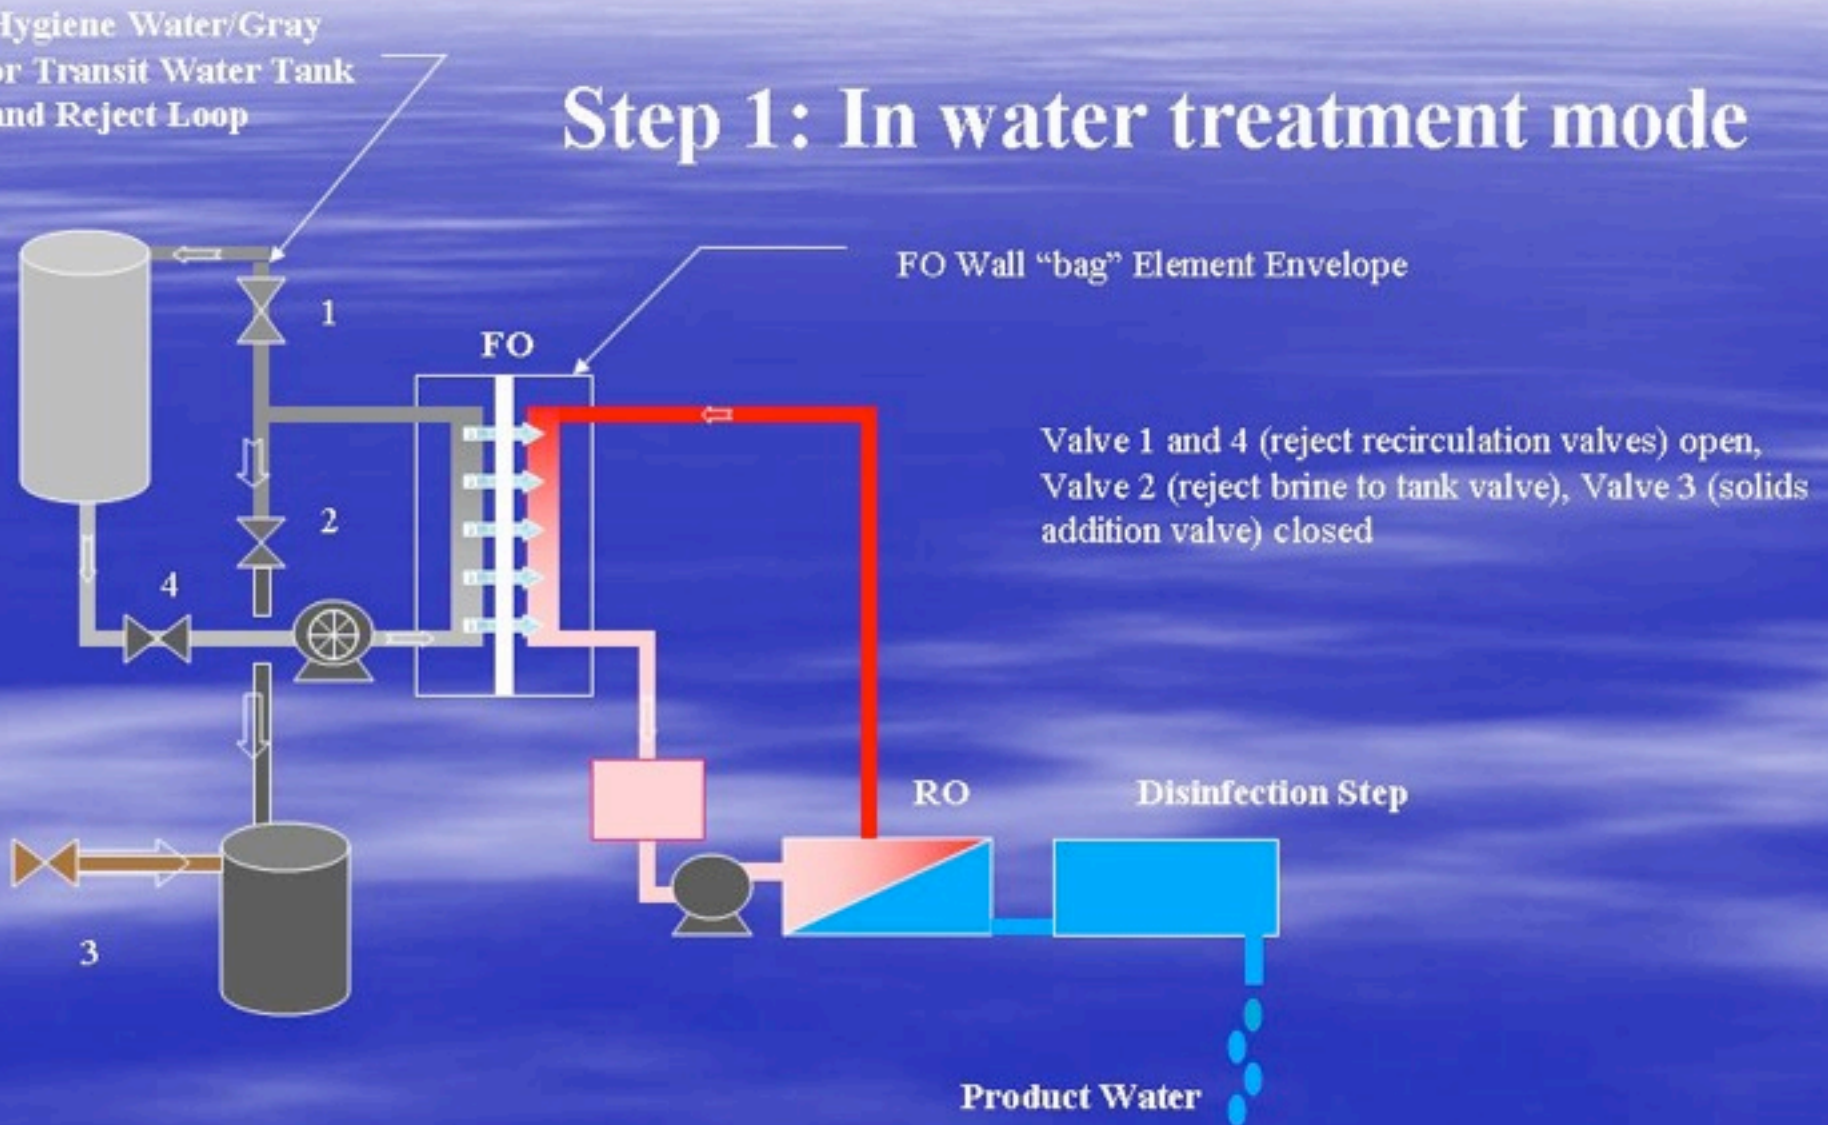 Hygiene Water/Gray
or Transit Water Tank
and Reject Loop
Step 1: In water treatment mode
FO Wall “bag” Element Envelope
1
FO
Valve 1 and 4 (reject recirculation valves) open,
Valve 2 (reject brine to tank valve), Valve 3 (solids
addition valve) closed
2
4
RO
Disinfection Step
3
Product Water